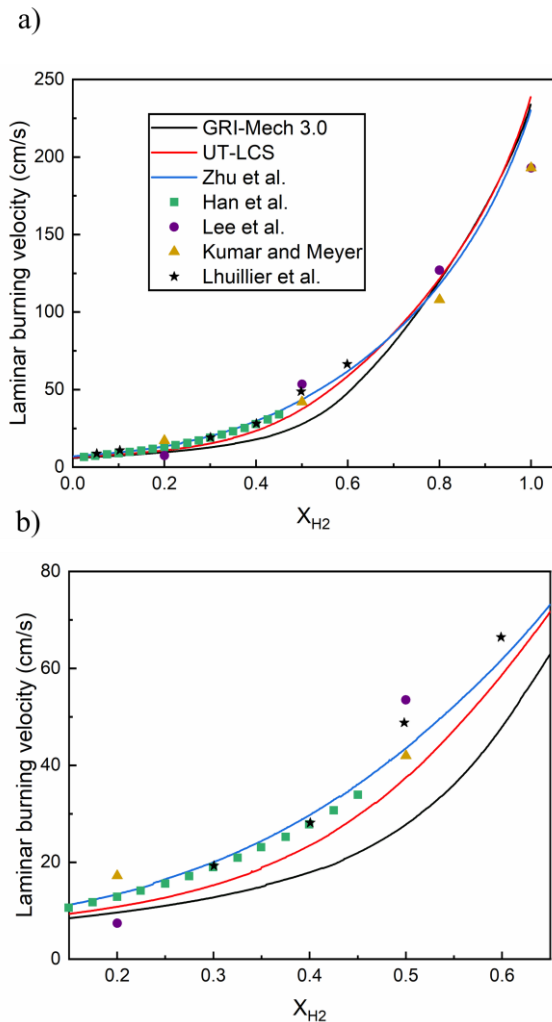 a)
250
200
150
100
50
0
Laminar burning velocity (cm/s)
GRI-Mech 3.0
UT-LCS
Zhu et al.
Han et al.
Lee et al.
Kumar and Meyer
Lhuillier et al.
0.0 0.2 0.4 0.6 0.8 1.0
X_H2
b)
80
60
40
20
0
Laminar burning velocity (cm/s)
0.2 0.3 0.4 0.5 0.6
X_H2